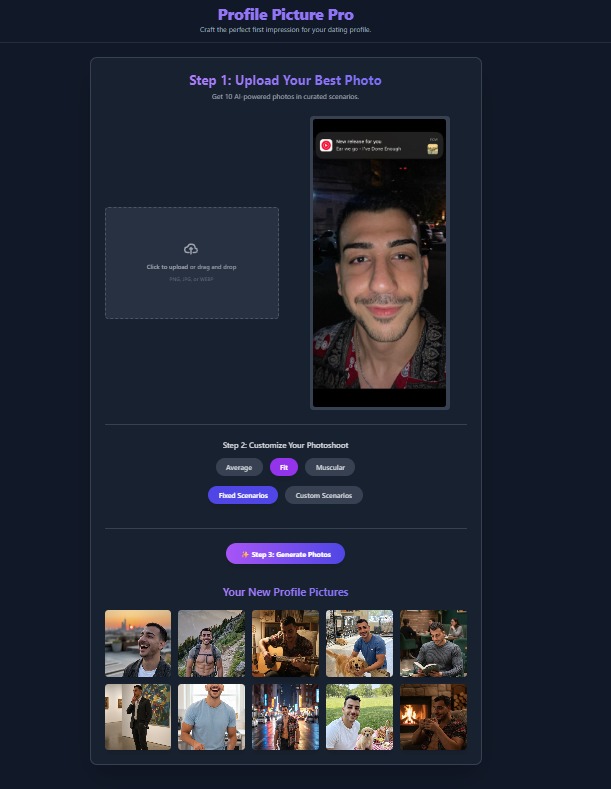 Profile Picture Pro
Craft the perfect first impression for your dating profile.
Step 1: Upload Your Best Photo
Get 10 AI-powered photos in curated scenarios.
New release for you
Ear we go - I've Done Enough
Click to upload or drag and drop
PNG, JPG, or WEBP
Step 2: Customize Your Photoshoot
Average
Fit
Muscular
Fixed Scenarios
Custom Scenarios
✨ Step 3: Generate Photos
Your New Profile Pictures